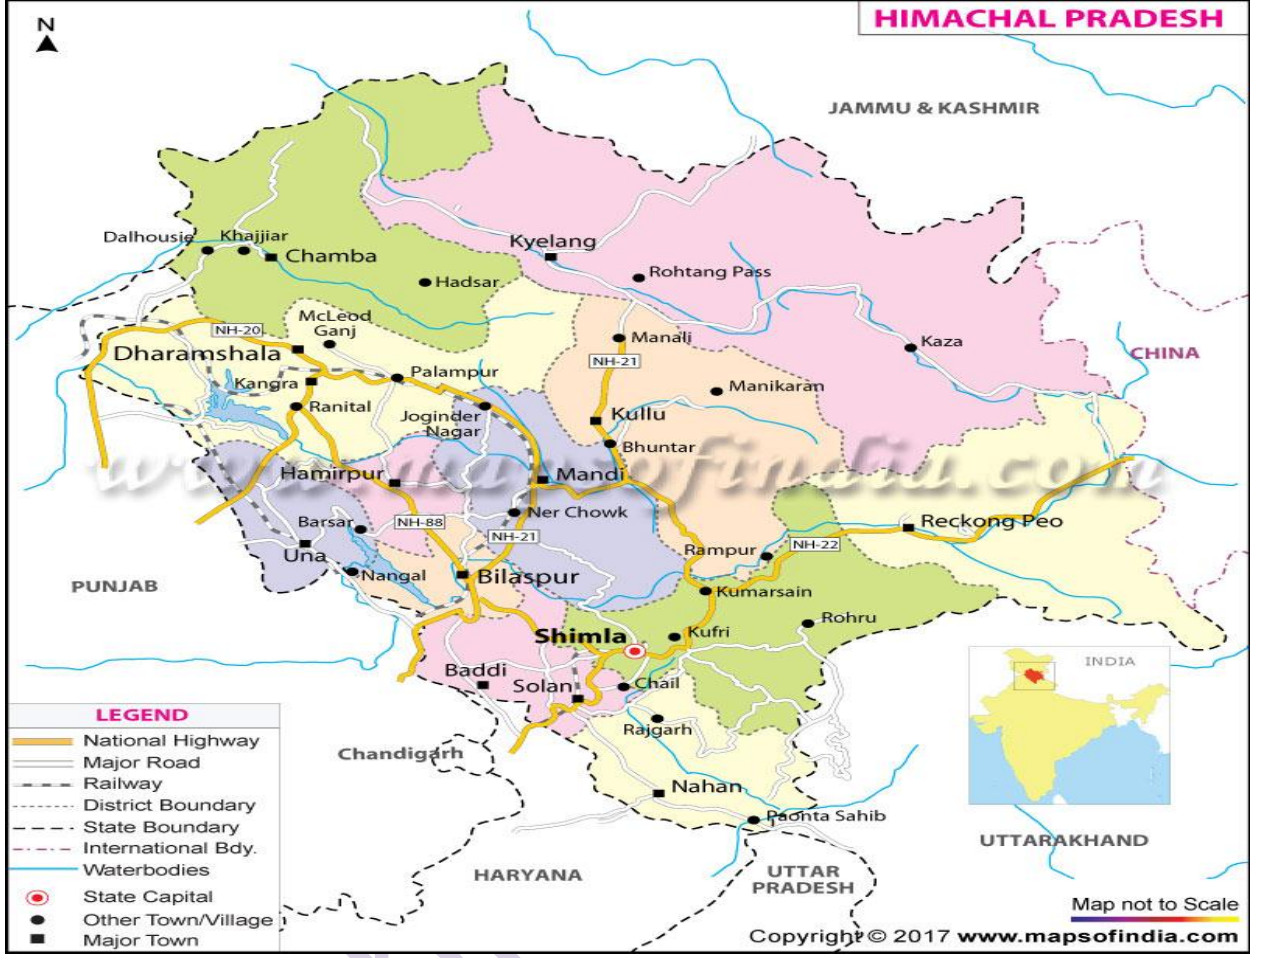 HIMACHAL PRADESH
N
JAMMU & KASHMIR
Dalhousie
Khajjiar
Chamba
Kyelang
Rohtang Pass
Hadsar
McLeod
Ganj
NH-20
Dharamshala
Manali
Kaza
CHINA
NH-21
Palampur
Kangra
Manikaran
Ranital
Joginder
Nagar
Kullu
Bhuntar
www.mapsofindia.com
Hamirpur
Mandi
Barsar
NH-88
Ner Chowk
Reckong Peo
NH-21
NH-22
Una
Rampur
Nangal
Bilaspur
PUNJAB
Kumarsain
Shimla
Kufri
Rohru
Baddi
Solan
Chail
INDIA
Rajgarh
Chandigarh
Nahan
Paonta Sahib
UTTARAKHAND
HARYANA
UTTAR
PRADESH
LEGEND
National Highway
Major Road
Railway
District Boundary
State Boundary
International Bdy.
Waterbodies
State Capital
Other Town/Village
Major Town
Map not to Scale
Copyright © 2017 www.mapsofindia.com